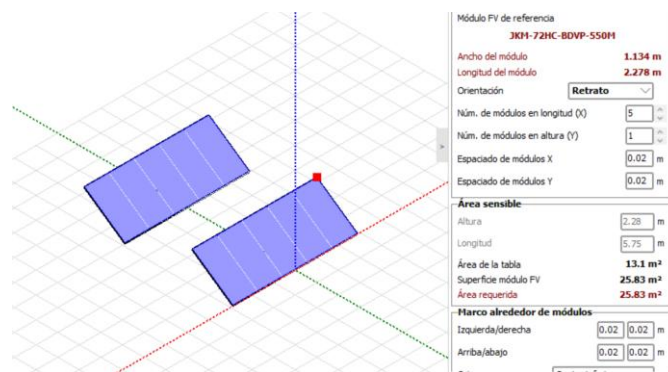 Módulo FV de referencia
JKM-72HC-BDVP-550M
Ancho del módulo 1.134 m
Longitud del módulo 2.278 m
Orientación Retrato
Núm. de módulos en longitud (X) 5
Núm. de módulos en altura (Y) 1
Espaciado de módulos X 0.02 m
Espaciado de módulos Y 0.02 m
Área sensible
Altura 2.28 m
Longitud 5.75 m
Área de la tabla 13.1 m²
Superficie módulo FV 25.83 m²
Área requerida 25.83 m²
Marco alrededor de módulos
Izquierda/derecha 0.02 0.02 m
Arriba/abajo 0.02 0.02 m